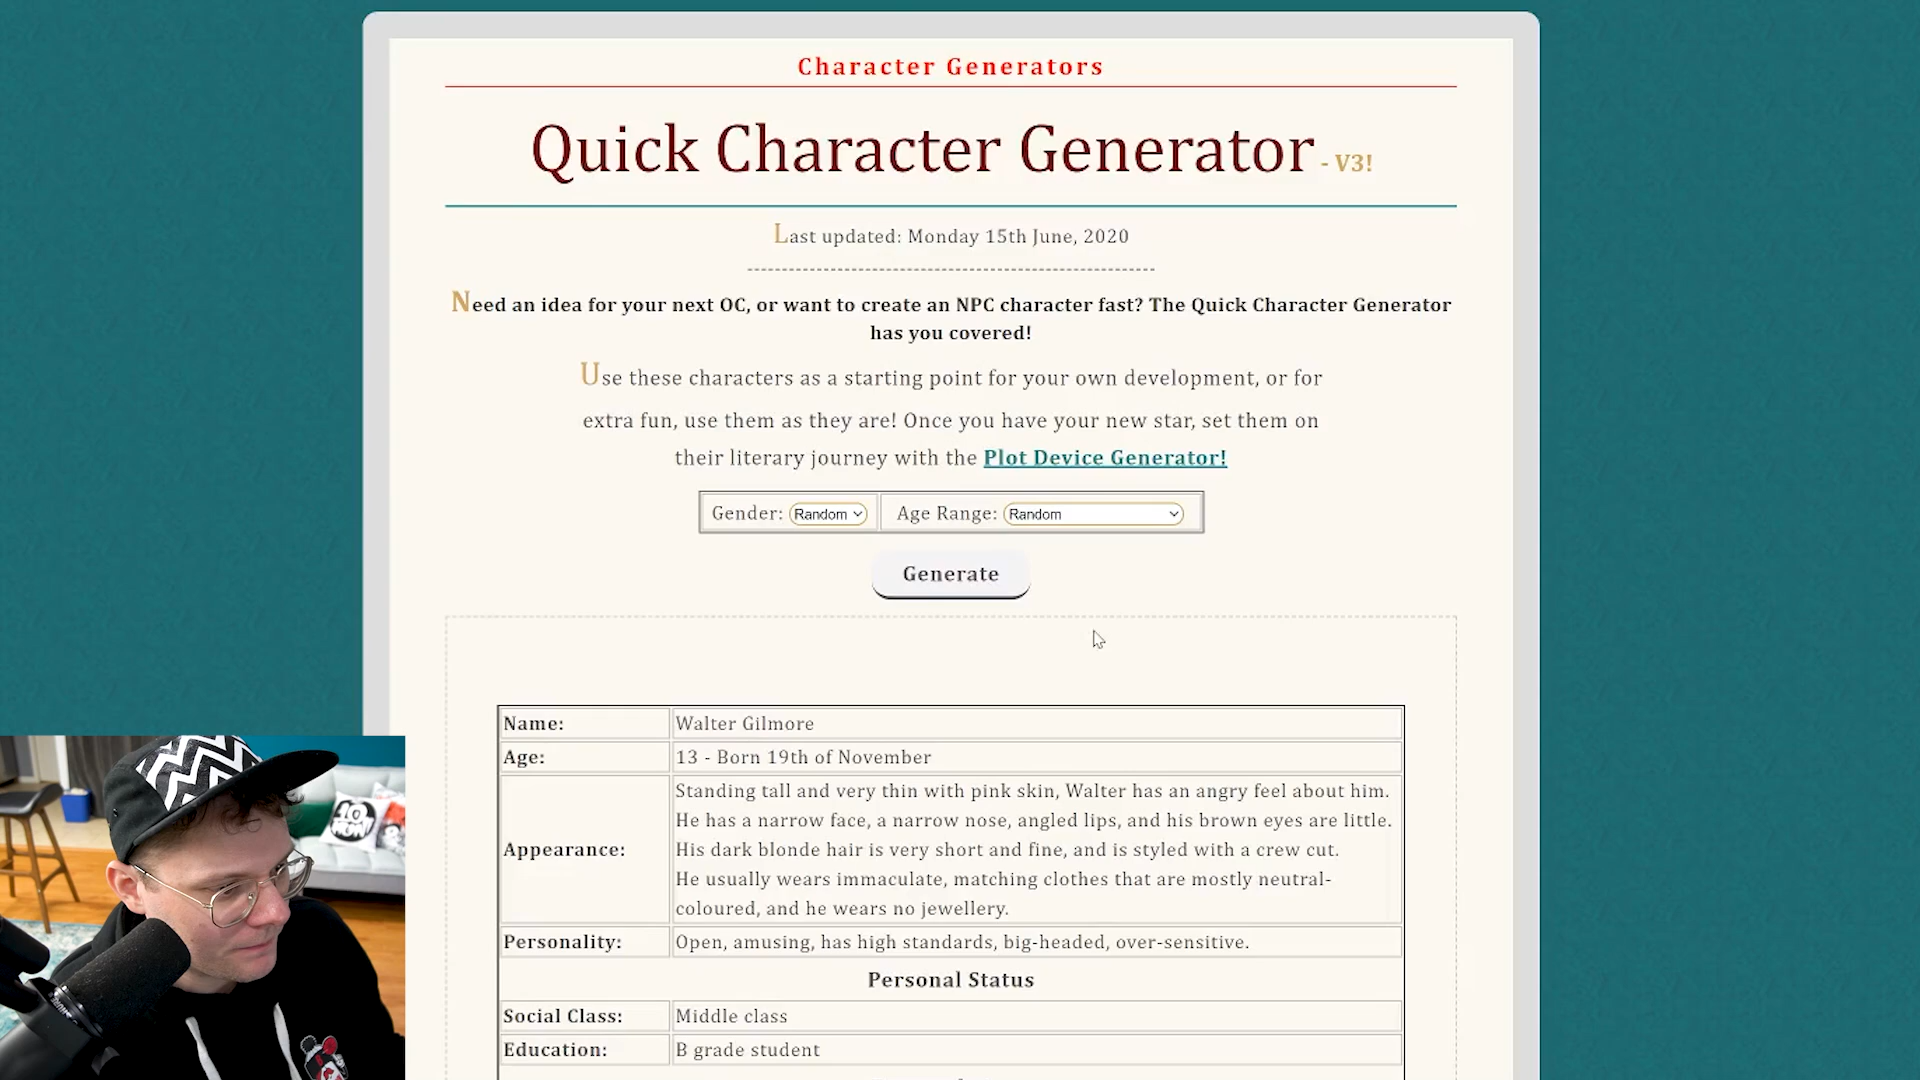 Character Generators
Quick Character Generator - V3!
Last updated: Monday 15th June, 2020
Need an idea for your next OC, or want to create an NPC character fast? The Quick Character Generator
has you covered!
Use these characters as a starting point for your own development, or for
extra fun, use them as they are! Once you have your new star, set them on
their literary journey with the Plot Device Generator!
Gender: Random Age Range: Random
Generate
Name: Walter Gilmore
Age: 13 - Born 19th of November
Appearance: Standing tall and very thin with pink skin, Walter has an angry feel about him.
He has a narrow face, a narrow nose, angled lips, and his brown eyes are little.
His dark blonde hair is very short and fine, and is styled with a crew cut.
He usually wears immaculate, matching clothes that are mostly neutral-
coloured, and he wears no jewellery.
Personality: Open, amusing, has high standards, big-headed, over-sensitive.
Personal Status
Social Class: Middle class
Education: B grade student